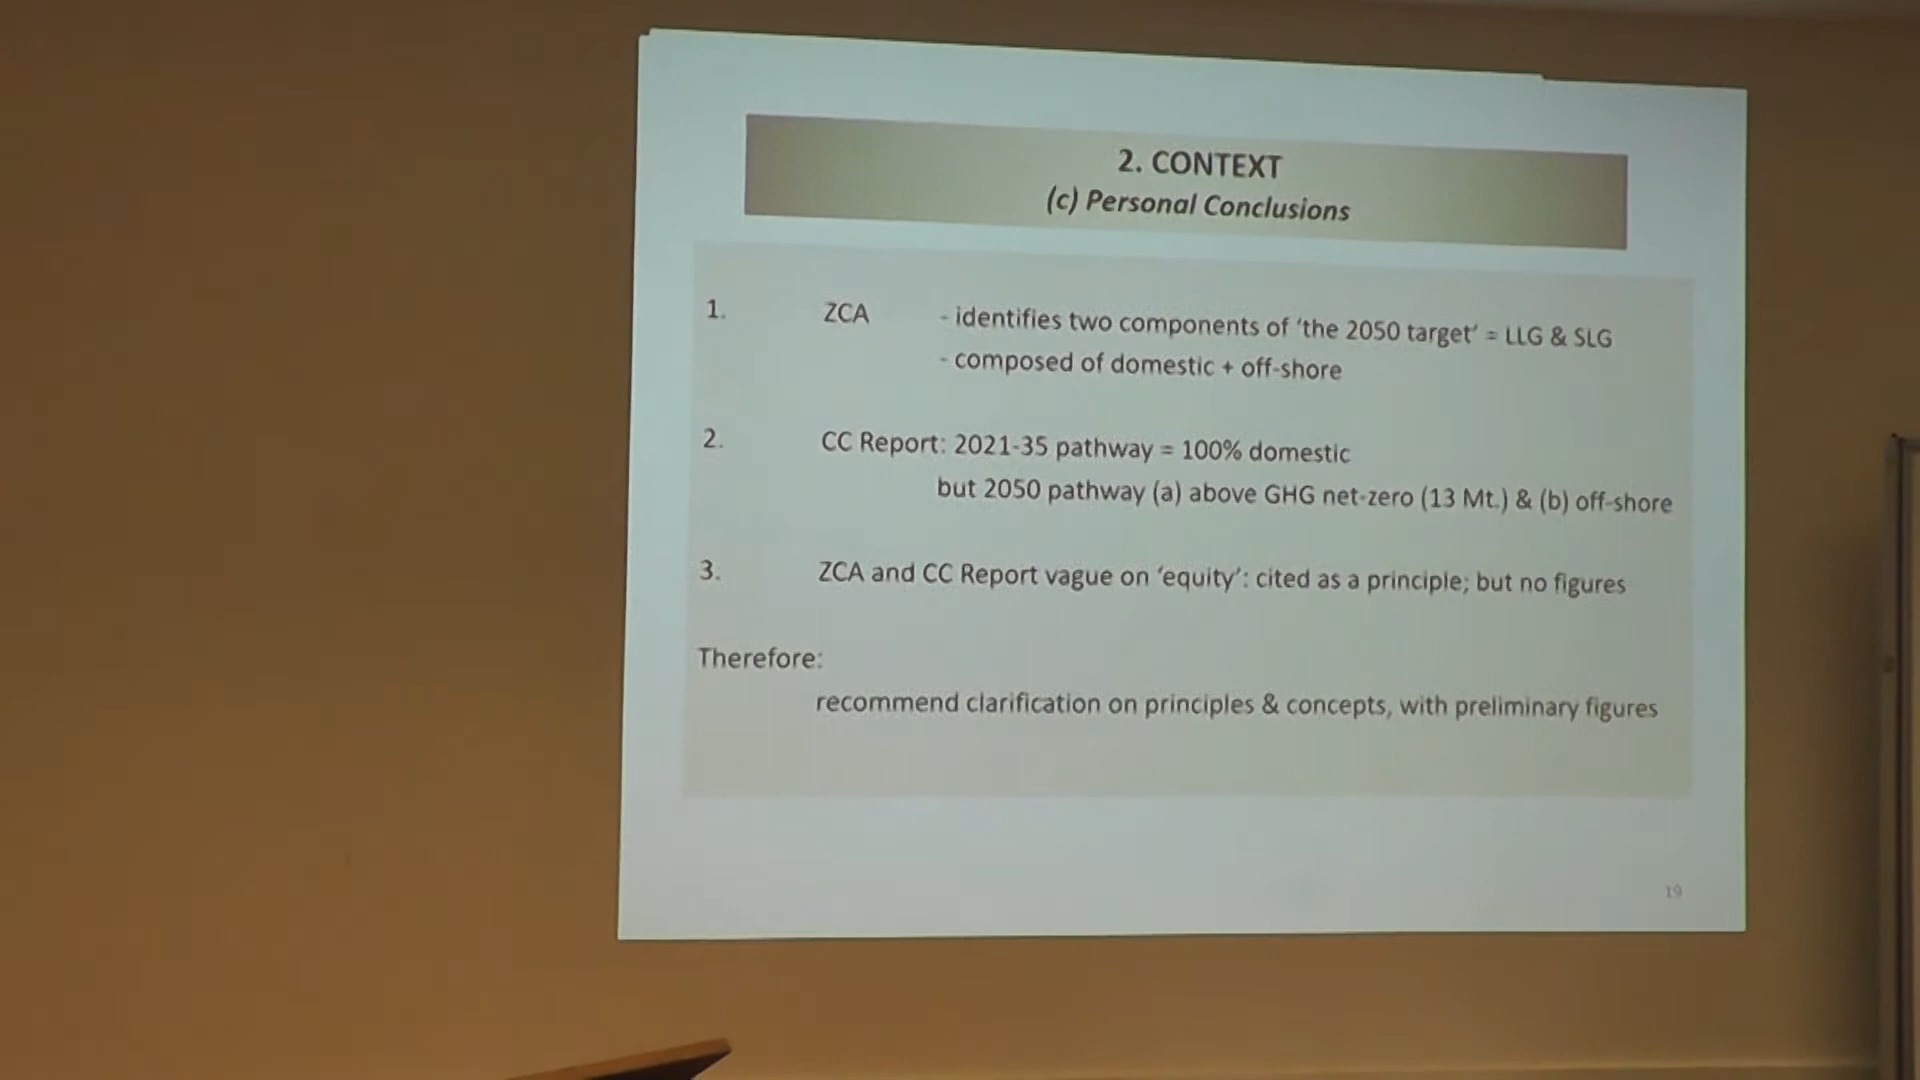 2. CONTEXT
(c) Personal Conclusions
1. ZCA - identifies two components of ‘the 2050 target’ = LLG & SLG
- composed of domestic + off-shore
2. CC Report: 2021-35 pathway = 100% domestic
but 2050 pathway (a) above GHG net-zero (13 Mt.) & (b) off-shore
3. ZCA and CC Report vague on ‘equity’: cited as a principle; but no figures
Therefore:
recommend clarification on principles & concepts, with preliminary figures
19